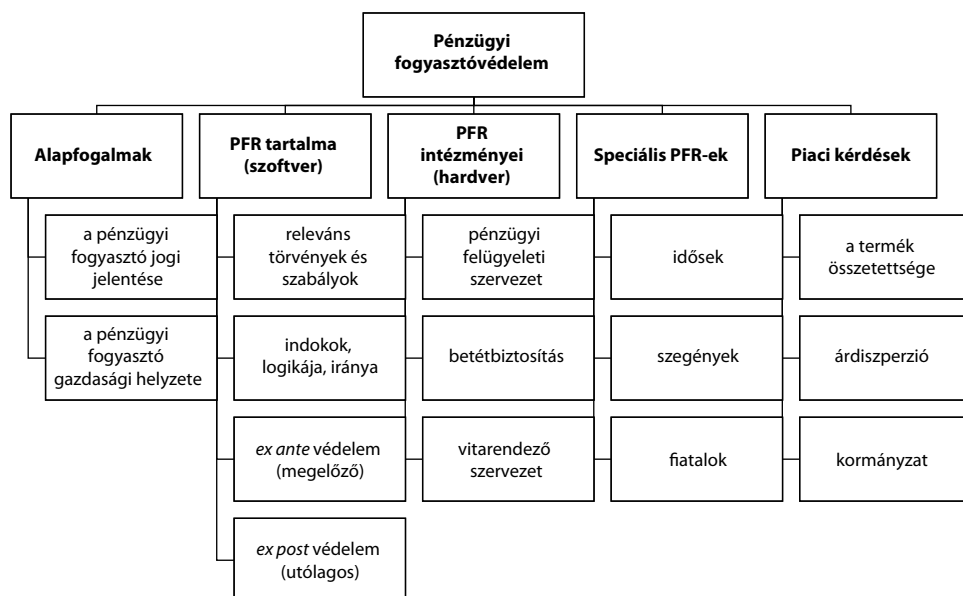 Pénzügyi
fogyasztóvédelem
Alapfogalmak
PFR tartalma
(szoftver)
PFR
intézményei
(hardver)
Speciális PFR-ek
Piaci kérdések
a pénzügyi
fogyasztó jogi
jelentése
releváns
törvények és
szabályok
pénzügyi
felügyeleti
szervezet
idősek
a termék
összetettsége
a pénzügyi
fogyasztó
gazdasági helyzete
indokok,
logikája, iránya
betétbiztosítás
szegények
árdiszperzió
ex ante védelem
(megelőző)
vitarendező
szervezet
fiatalok
kormányzat
ex post védelem
(utólagos)